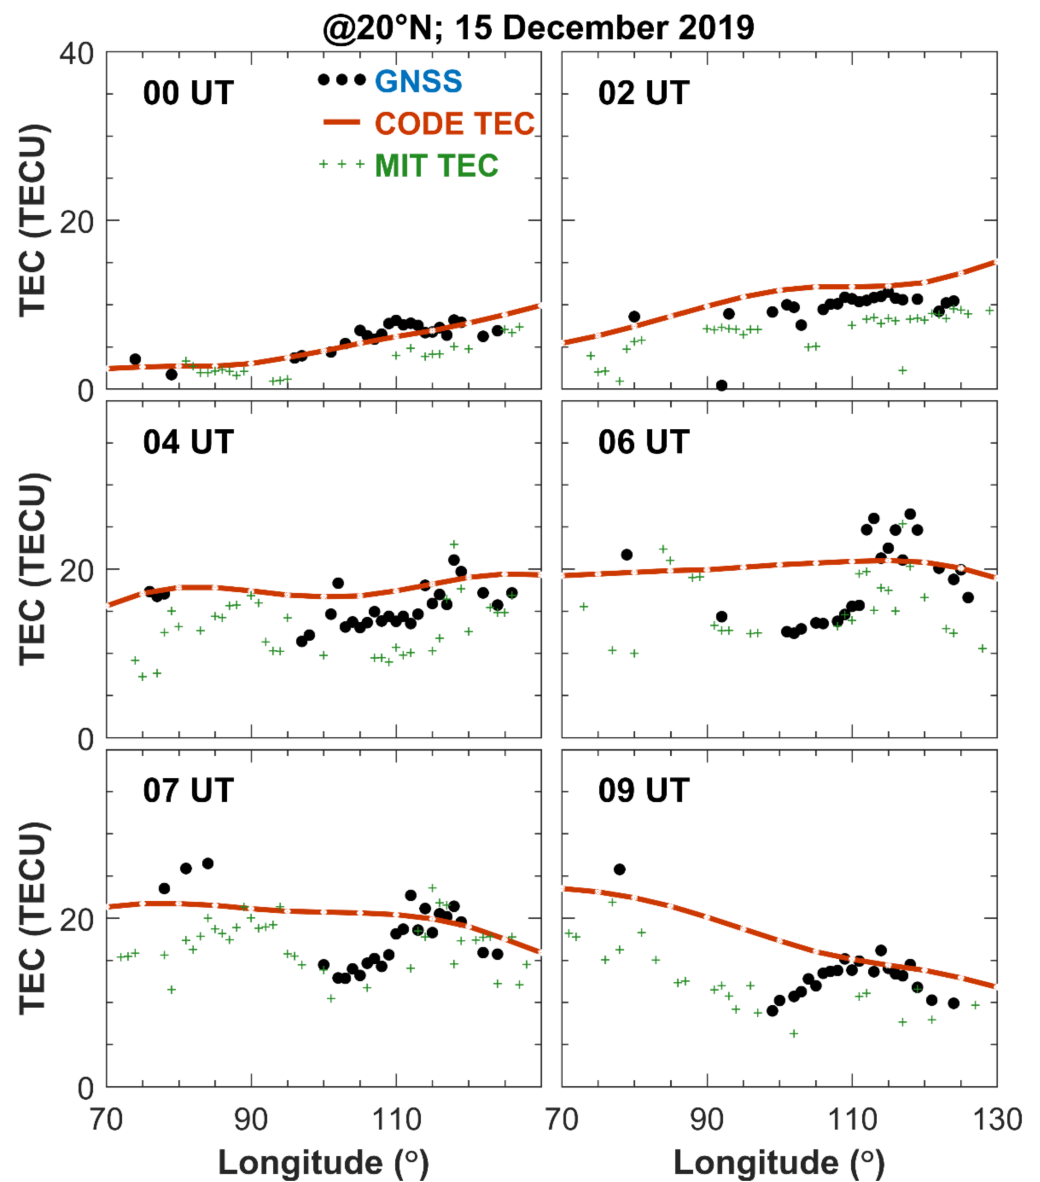 @20°N; 15 December 2019
40
00 UT
GNSS
CODE TEC
MIT TEC
02 UT
TEC (TECU)
20
0
04 UT
06 UT
TEC (TECU)
20
0
07 UT
09 UT
TEC (TECU)
20
0
70 90 110 70 90 110 130
Longitude (°) Longitude (°)